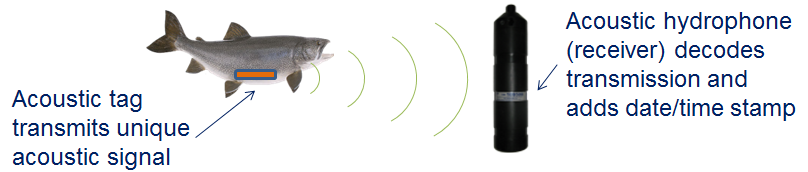 Acoustic tag
transmits unique
acoustic signal
Acoustic hydrophone
(receiver) decodes
transmission and
adds date/time stamp